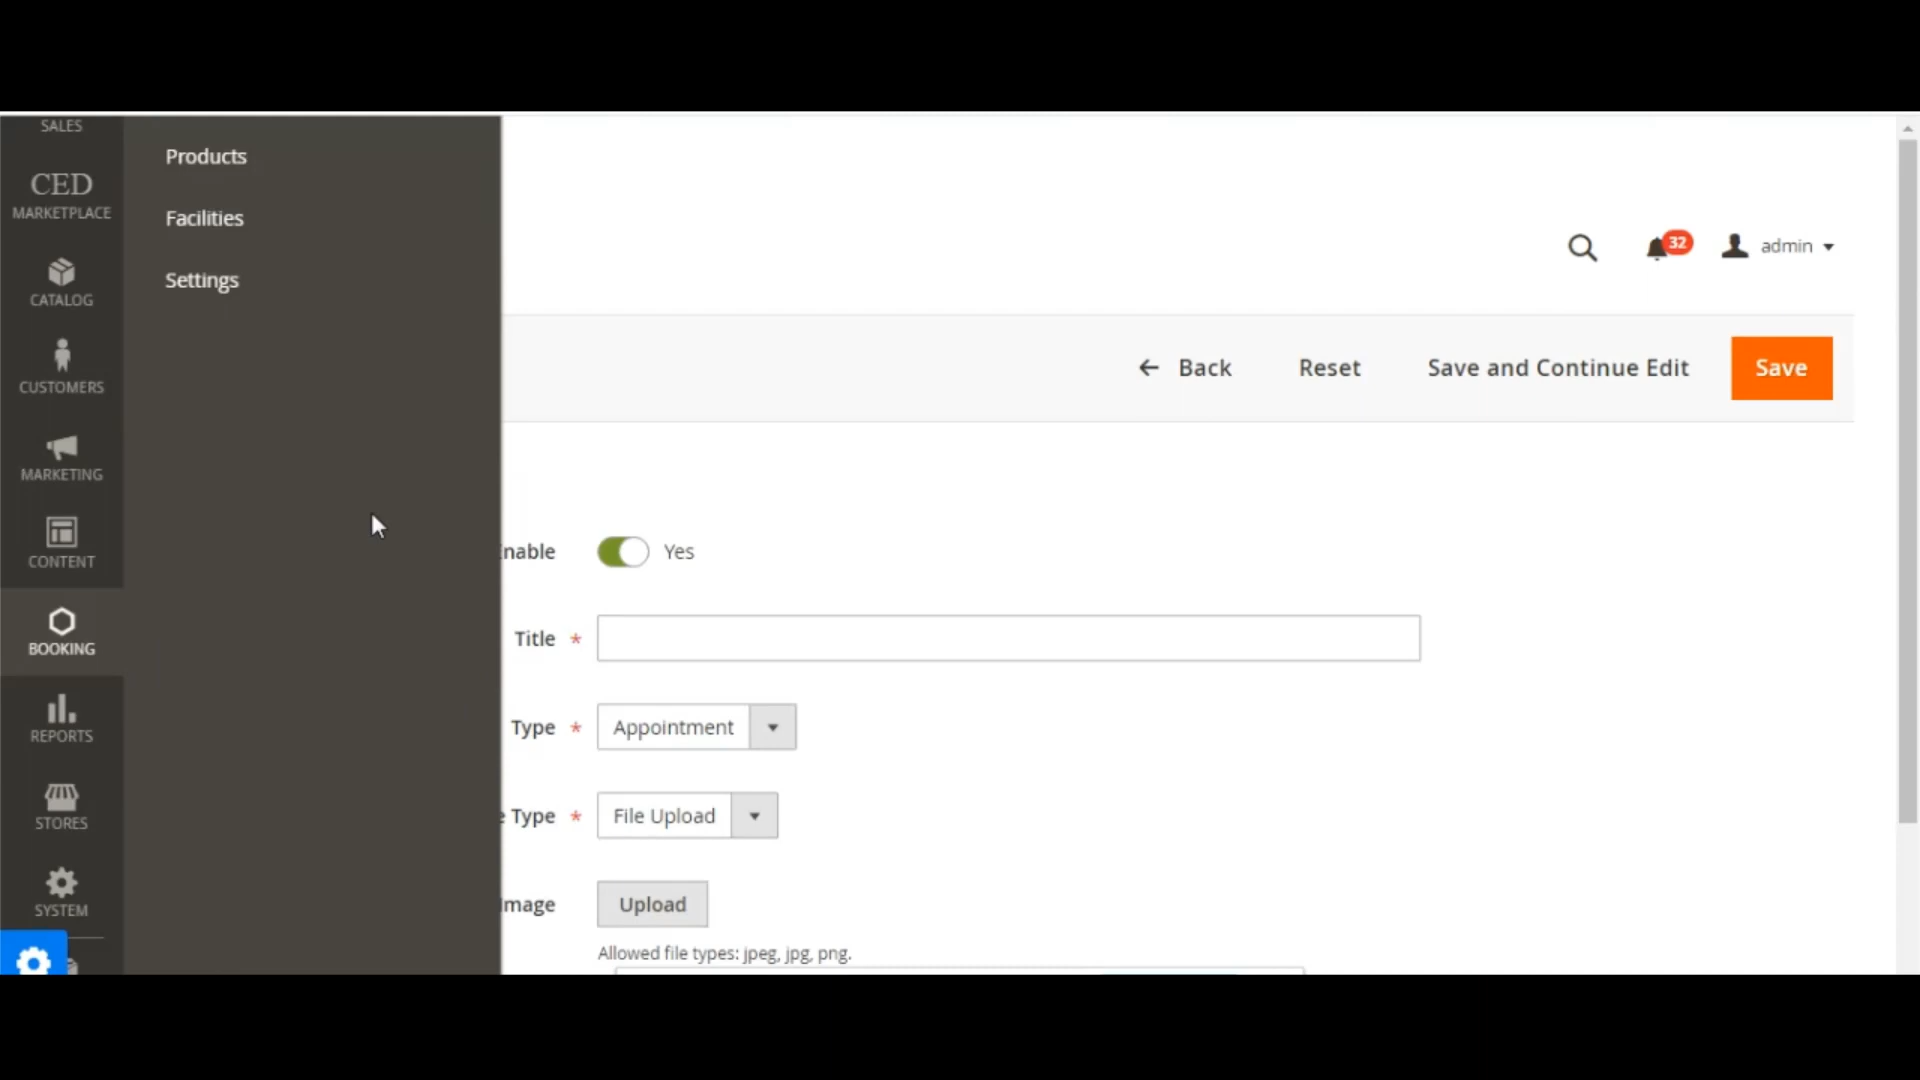 SALES
CED
MARKETPLACE
CATALOG
CUSTOMERS
MARKETING
CONTENT
BOOKING
REPORTS
STORES
SYSTEM
Products
Facilities
Settings
32
admin
Back
Reset
Save and Continue Edit
Save
nable
Yes
Title *
Type * Appointment
Type * File Upload
Image
Upload
Allowed file types: jpeg, jpg, png.